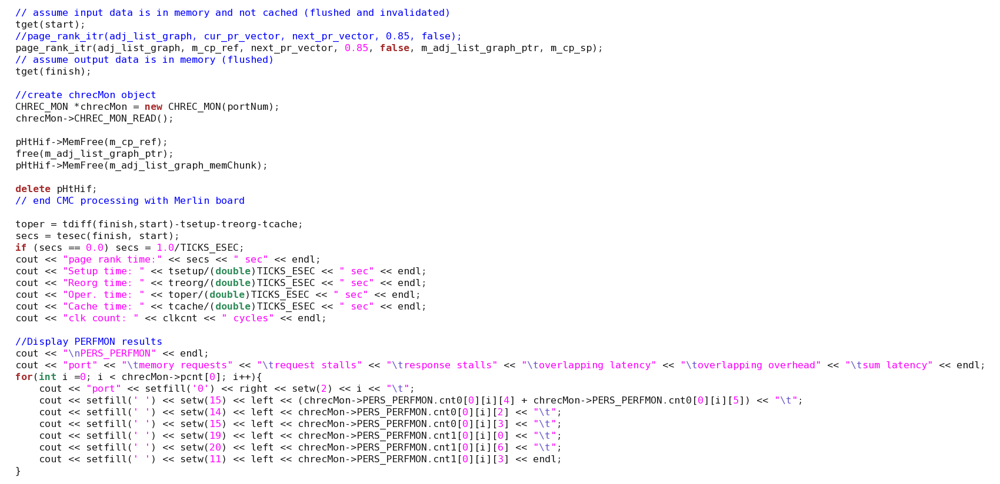 // assume input data is in memory and not cached (flushed and invalidated)
tget(start);
//page_rank_itr(adj_list_graph, cur_pr_vector, next_pr_vector, 0.85, false);
page_rank_itr(adj_list_graph, m_cp_ref, next_pr_vector, 0.85, false, m_adj_list_graph_ptr, m_cp_sp);
// assume output data is in memory (flushed)
tget(finish);

//create chrecMon object
CHREC_MON *chrecMon = new CHREC_MON(portNum);
chrecMon->CHREC_MON_READ();

pHtHif->MemFree(m_cp_ref);
free(m_adj_list_graph_ptr);
pHtHif->MemFree(m_adj_list_graph_memChunk);

delete pHtHif;
// end CMC processing with Merlin board

toper = tdiff(finish,start)-tsetup-treorg-tcache;
secs = tesec(finish, start);
if (secs == 0.0) secs = 1.0/TICKS_ESEC;
cout << "page rank time:" << secs << " sec" << endl;
cout << "Setup time: " << tsetup/(double)TICKS_ESEC << " sec" << endl;
cout << "Reorg time: " << treorg/(double)TICKS_ESEC << " sec" << endl;
cout << "Oper. time: " << toper/(double)TICKS_ESEC << " sec" << endl;
cout << "Cache time: " << tcache/(double)TICKS_ESEC << " sec" << endl;
cout << "clk count: " << clkcnt << " cycles" << endl;

//Display PERFMON results
cout << "\nPERS_PERFMON" << endl;
cout << "port" << "\tmemory requests" << "\trequest stalls" << "\tresponse stalls" << "\toverlapping latency" << "\toverlapping overhead" << "\tsum latency" << endl;
for(int i =0; i < chrecMon->pcnt[0]; i++){
    cout << "port" << setfill('0') << right << setw(2) << i << "\t";
    cout << setfill(' ') << setw(15) << left << (chrecMon->PERS_PERFMON.cnt0[0][i][4] + chrecMon->PERS_PERFMON.cnt0[0][i][5]) << "\t";
    cout << setfill(' ') << setw(14) << left << chrecMon->PERS_PERFMON.cnt0[0][i][2] << "\t";
    cout << setfill(' ') << setw(15) << left << chrecMon->PERS_PERFMON.cnt0[0][i][3] << "\t";
    cout << setfill(' ') << setw(19) << left << chrecMon->PERS_PERFMON.cnt1[0][i][0] << "\t";
    cout << setfill(' ') << setw(20) << left << chrecMon->PERS_PERFMON.cnt1[0][i][6] << "\t";
    cout << setfill(' ') << setw(11) << left << chrecMon->PERS_PERFMON.cnt1[0][i][3] << endl;
}